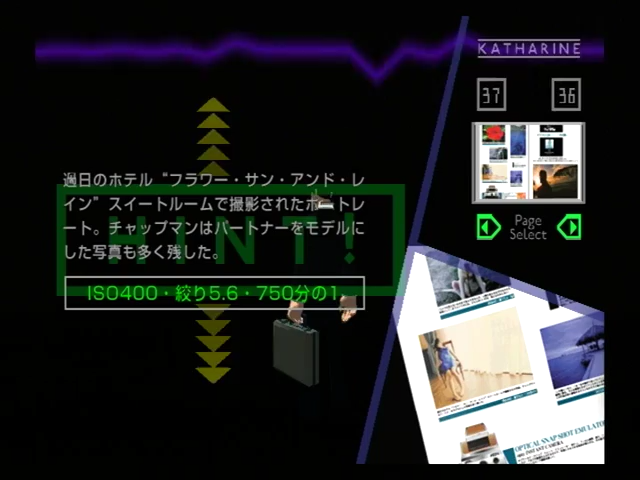 KATHARINE
37 36
過日のホテル“フラワー・サン・アンド・レ
イン”スイートルームで撮影されたポートレ
ート。チャップマンはパートナーをモデルに
した写真も多く残した。
HINT!
ISO400・絞り5.6・750分の1
Page
Select
OPTICAL SNAP SHOT EMULATO